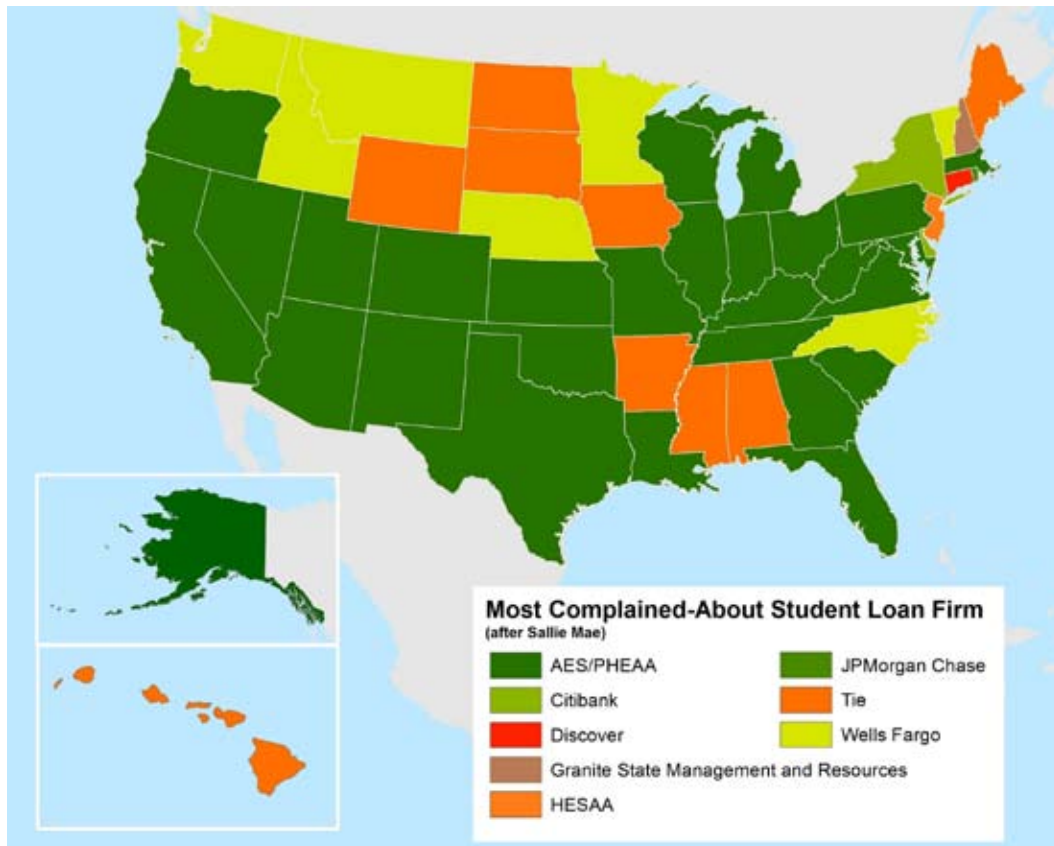 Most Complained-About Student Loan Firm
(after Sallie Mae)
AES/PHEAA
Citibank
Discover
Granite State Management and Resources
HESAA
JPMorgan Chase
Tie
Wells Fargo